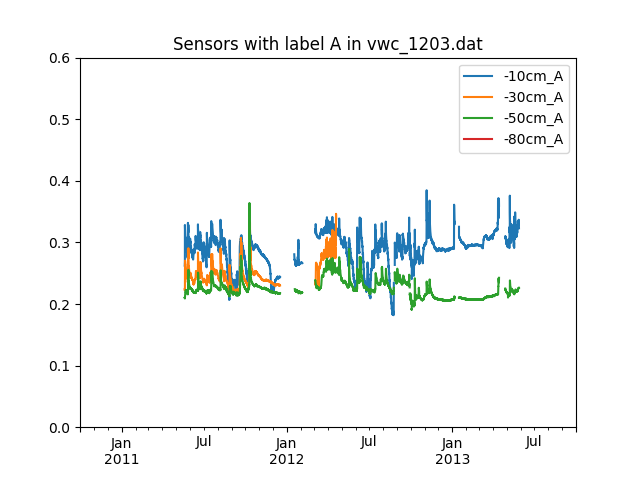 Sensors with label A in vwc_1203.dat
0.6
0.5
0.4
0.3
0.2
0.1
0.0
-10cm_A
-30cm_A
-50cm_A
-80cm_A
Jan Jul Jan Jul Jan Jul
2011 2012 2013